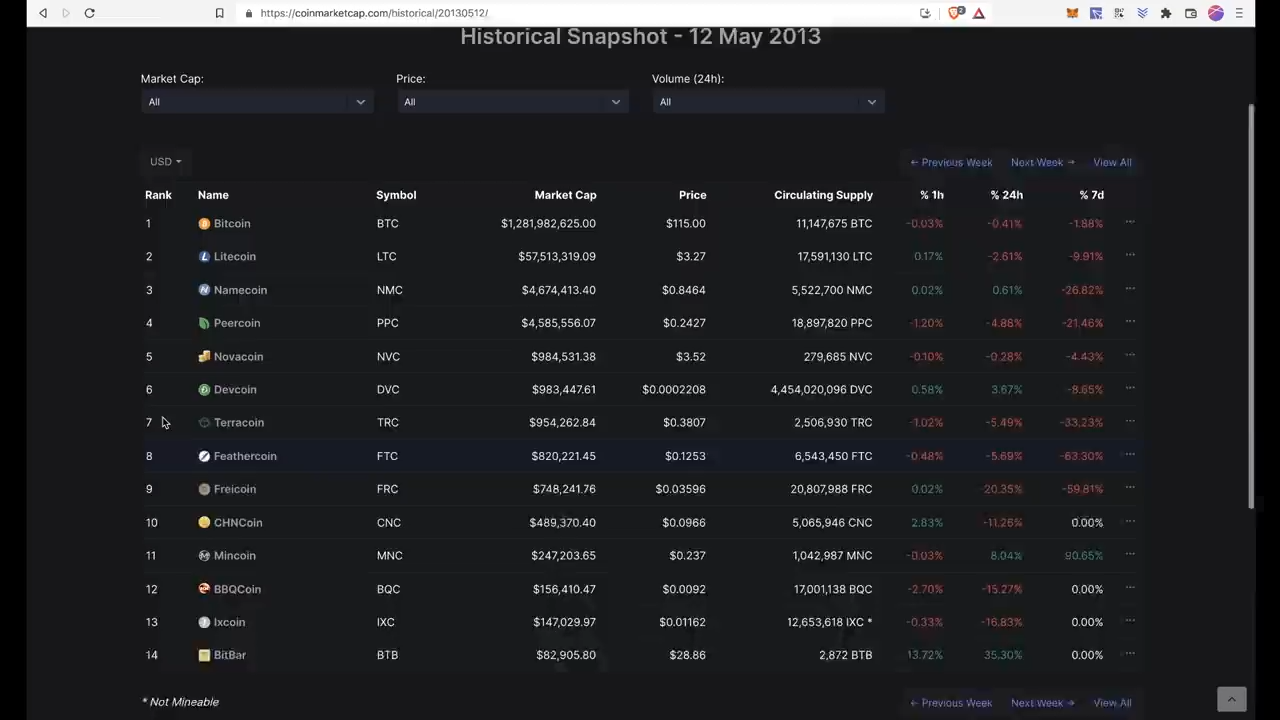 https://coinmarketcap.com/historical/20130512/
2
Historical Snapshot - 12 May 2013
Market Cap: Price: Volume (24h):
All All All
USD ← Previous Week Next Week → View All
Rank Name Symbol Market Cap Price Circulating Supply % 1h % 24h % 7d
1 Bitcoin BTC $1,281,982,625.00 $115.00 11,147,675 BTC -0.03% -0.41% -1.88% ...
2 Litecoin LTC $57,513,319.09 $3.27 17,591,130 LTC 0.17% -2.61% -9.91% ...
3 Namecoin NMC $4,674,413.40 $0.8464 5,522,700 NMC 0.02% 0.61% -26.82% ...
4 Peercoin PPC $4,585,556.07 $0.2427 18,897,820 PPC -1.20% -4.88% -21.46% ...
5 Novacoin NVC $984,531.38 $3.52 279,685 NVC -0.10% -0.28% -4.43% ...
6 Devcoin DVC $983,447.61 $0.0002208 4,454,020,096 DVC 0.58% 3.67% -8.65% ...
7 Terracoin TRC $954,262.84 $0.3807 2,506,930 TRC -1.02% -5.49% -33.23% ...
8 Feathercoin FTC $820,221.45 $0.1253 6,543,450 FTC -0.48% -5.69% -63.30% ...
9 Freicoin FRC $748,241.76 $0.03596 20,807,988 FRC 0.02% -20.35% -59.81% ...
10 CHNCoin CNC $489,370.40 $0.0966 5,065,946 CNC 2.83% -11.26% 0.00% ...
11 Mincoin MNC $247,203.65 $0.237 1,042,987 MNC -0.03% 8.04% 90.65% ...
12 BBQCoin BQC $156,410.47 $0.0092 17,001,138 BQC -2.70% -15.27% 0.00% ...
13 Ixcoin IXC $147,029.97 $0.01162 12,653,618 IXC * -0.33% -16.83% 0.00% ...
14 BitBar BTB $82,905.80 $28.86 2,872 BTB 13.72% 35.30% 0.00% ...
* Not Mineable ← Previous Week Next Week → View All